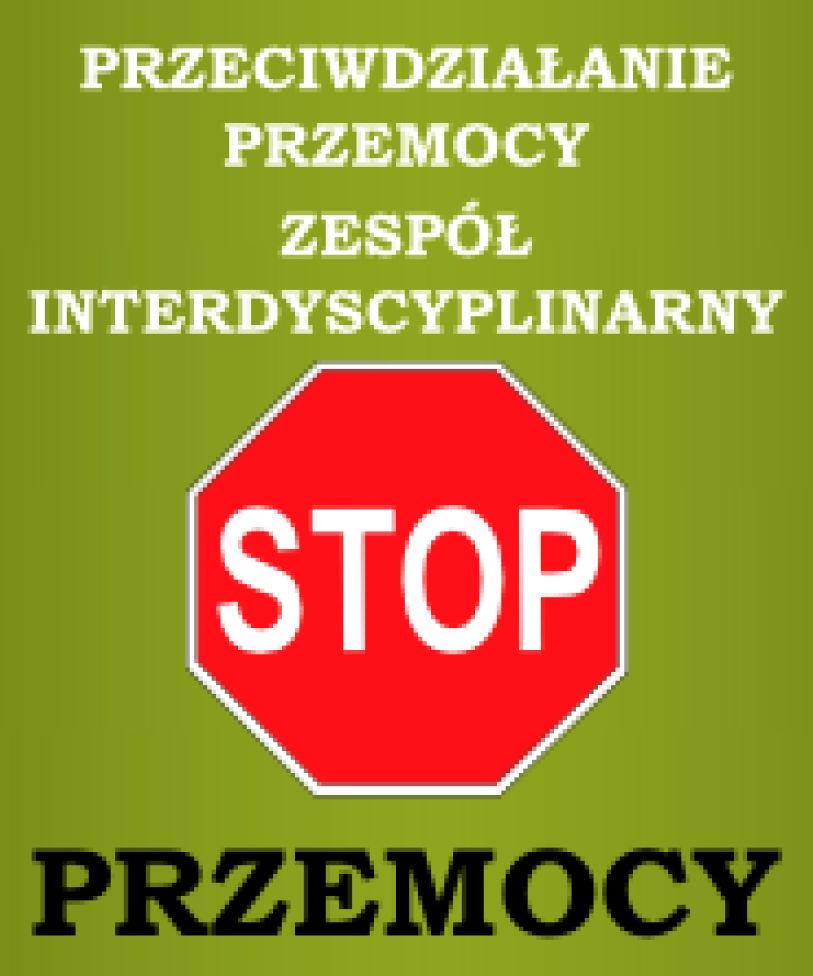 PRZECIWDZIAŁANIE
PRZEMOCY
ZESPÓŁ
INTERDYSCYPLINARNY
STOP
PRZEMOCY